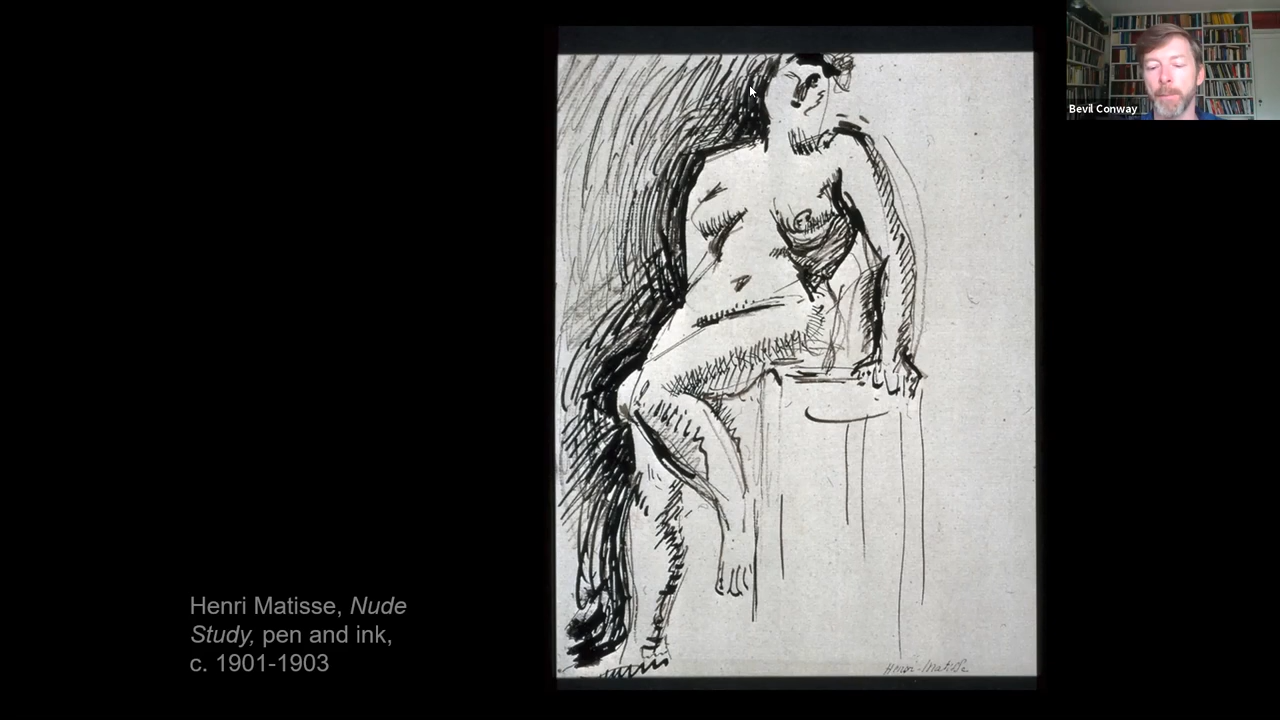 Bevil Conway
Henri Matisse, Nude
Study, pen and ink,
c. 1901-1903
Henri-Matisse